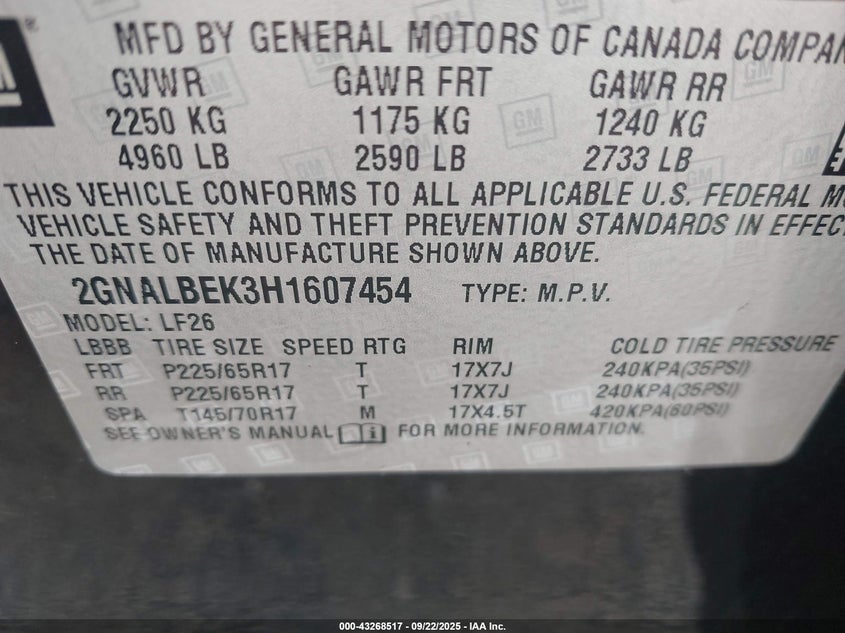 GM ®
MFD BY GENERAL MOTORS OF CANADA COMPAN
GVWR GAWR FRT GAWR RR
2250 KG 1175 KG 1240 KG
4960 LB 2590 LB 2733 LB
THIS VEHICLE CONFORMS TO ALL APPLICABLE U.S. FEDERAL M
VEHICLE SAFETY AND THEFT PREVENTION STANDARDS IN EFFEC
THE DATE OF MANUFACTURE SHOWN ABOVE.
2GNALBEK3H1607454 TYPE: M.P.V.
MODEL: LF26
LBBB TIRE SIZE SPEED RTG RIM COLD TIRE PRESSURE
FRT P225/65R17 T 17X7J 240KPA(35PSI)
RR P225/65R17 T 17X7J 240KPA(35PSI)
SPA T145/70R17 M 17X4.5T 420KPA(60PSI)
SEE OWNER'S MANUAL i FOR MORE INFORMATION.
000-43268517 - 09/22/2025 - IAA Inc.